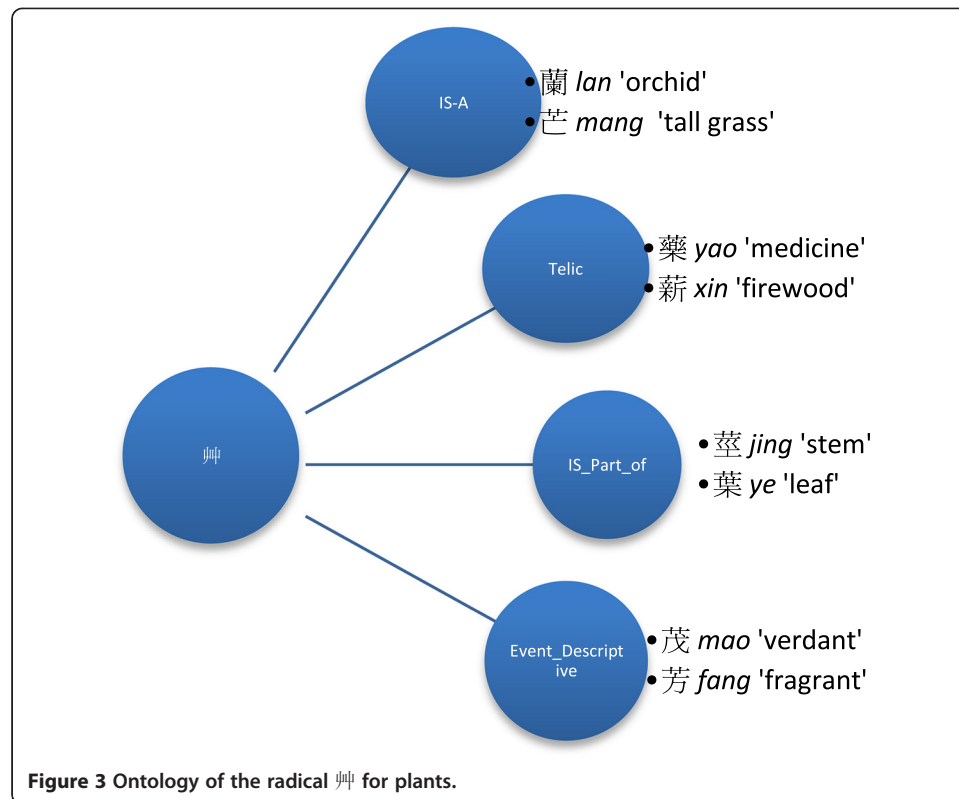 IS-A
• 蘭 lan 'orchid'
• 芒 mang 'tall grass'
Telic
• 藥 yao 'medicine'
• 薪 xin 'firewood'
艸
IS_Part_of
• 莖 jing 'stem'
• 葉 ye 'leaf'
Event_Descript
ive
• 茂 mao 'verdant'
• 芳 fang 'fragrant'
Figure 3 Ontology of the radical 艸 for plants.